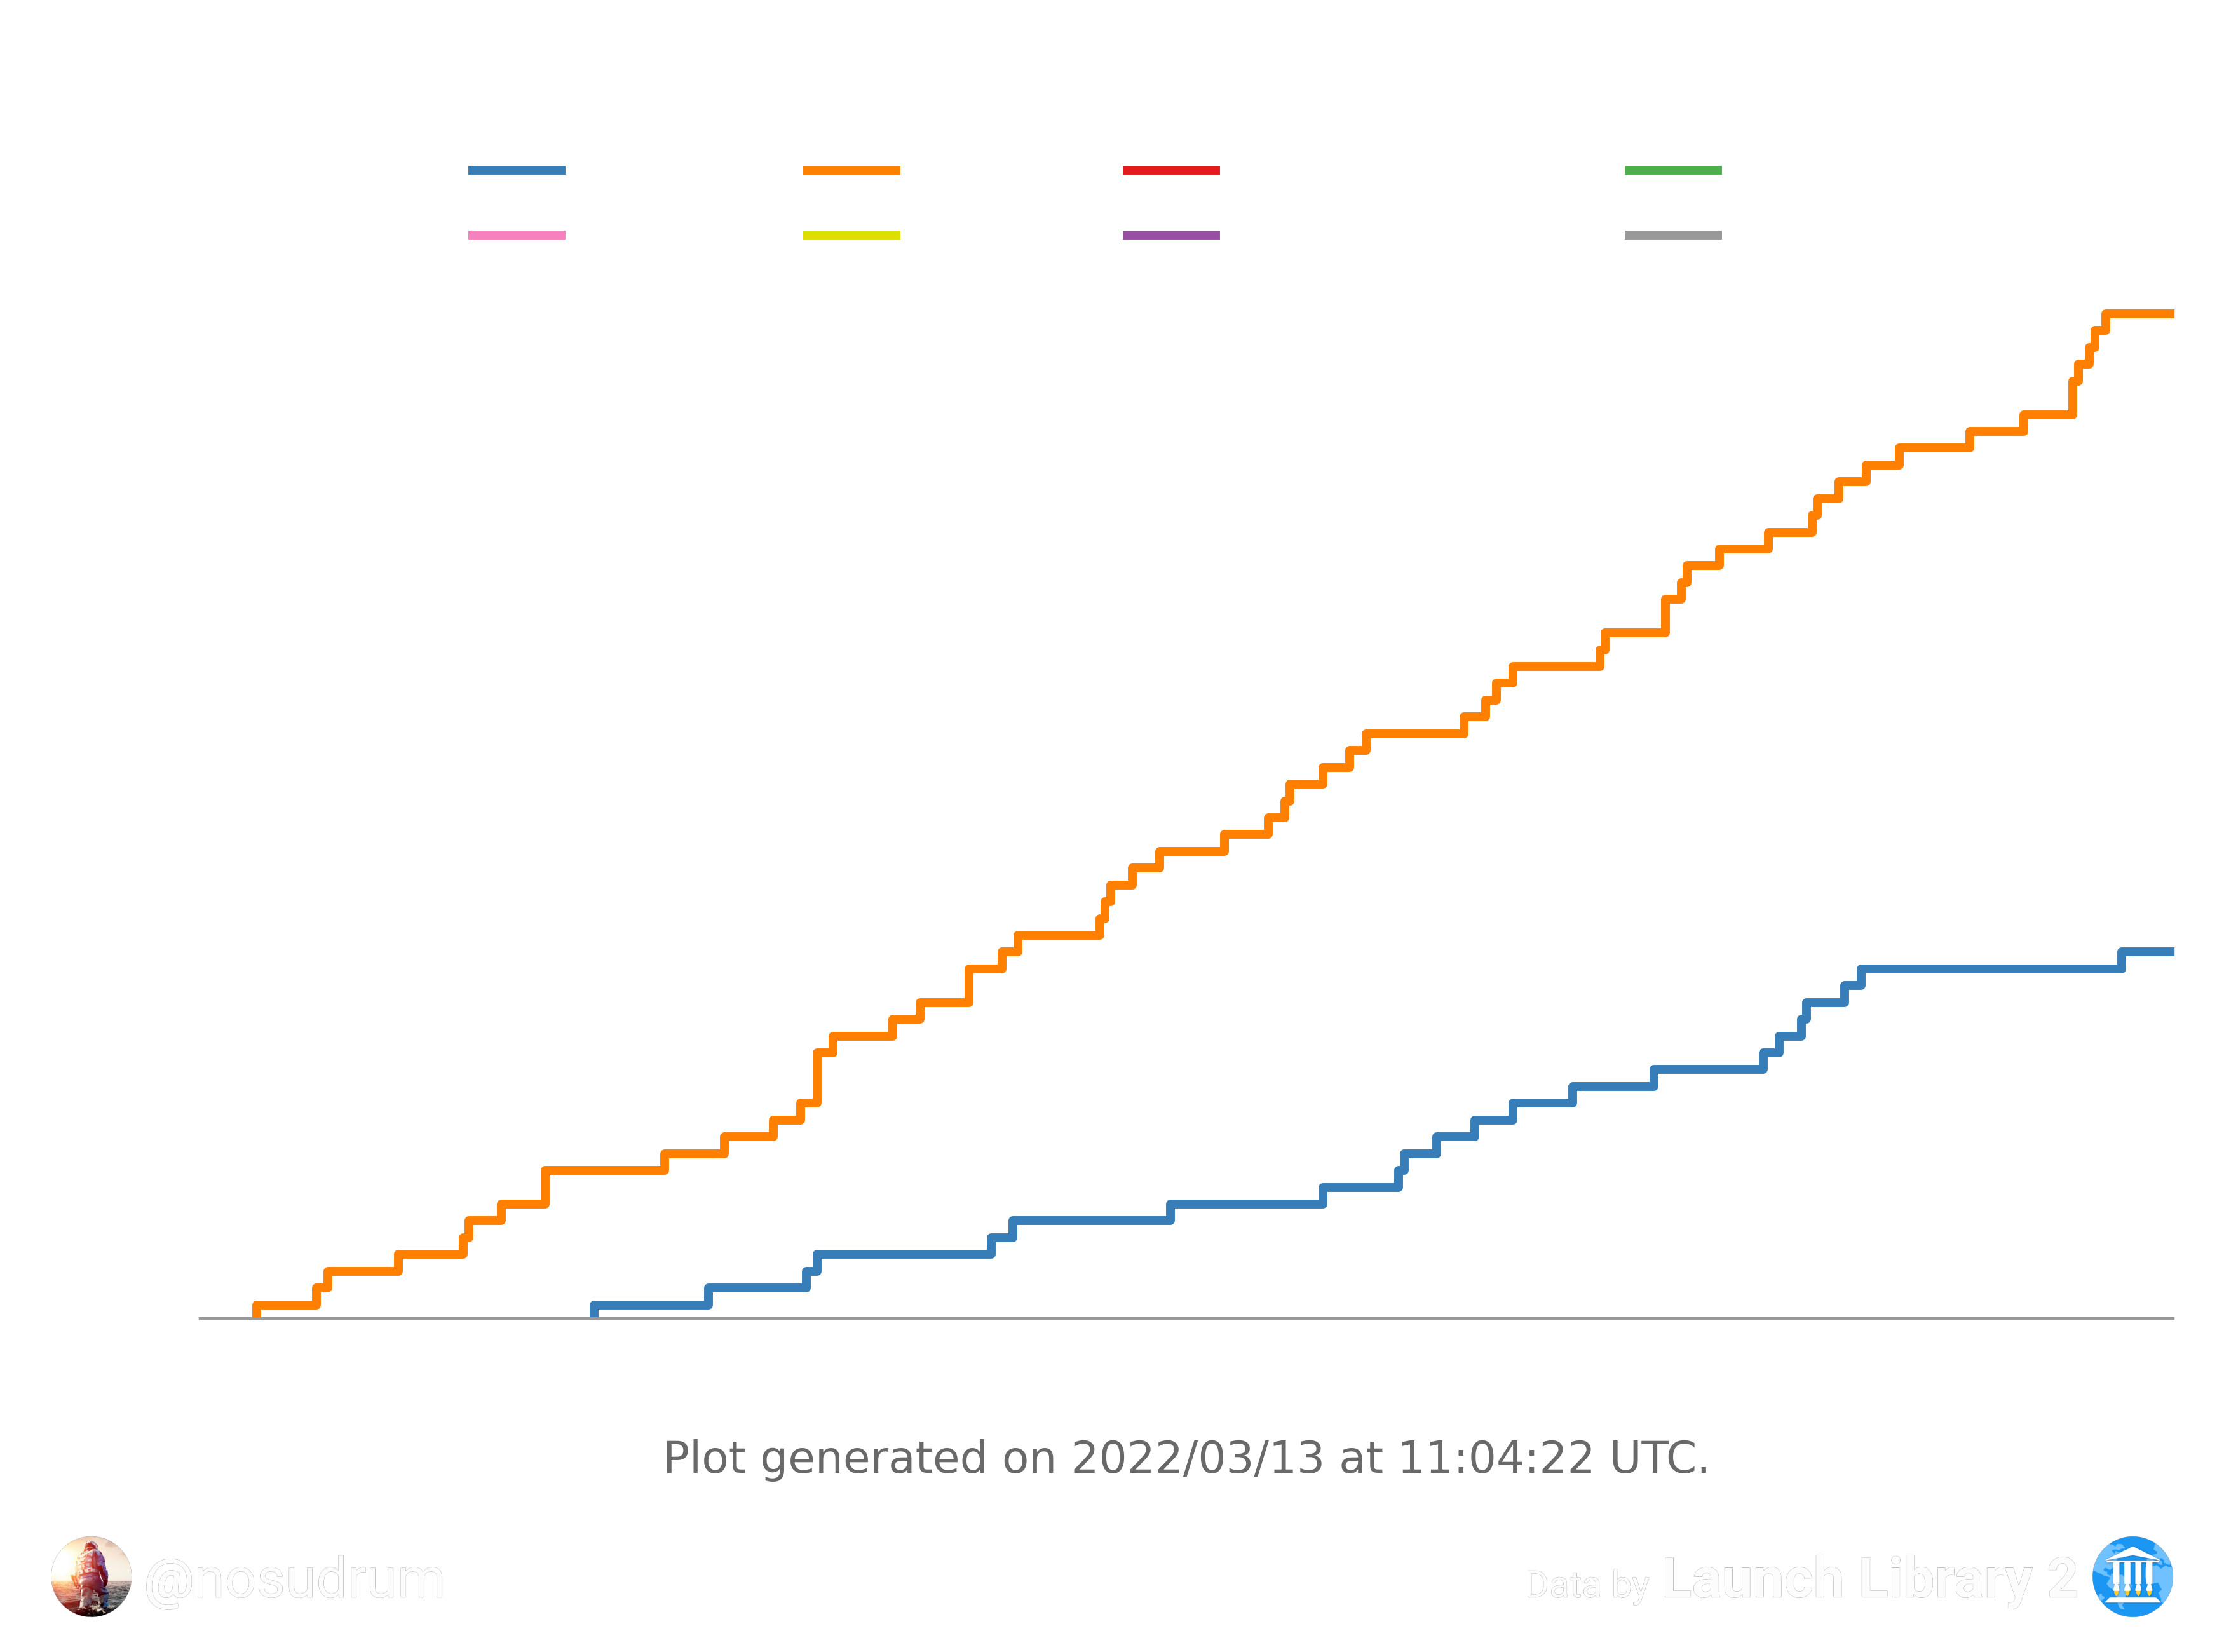 Plot generated on 2022/03/13 at 11:04:22 UTC.
@nosudrum
Data by Launch Library 2